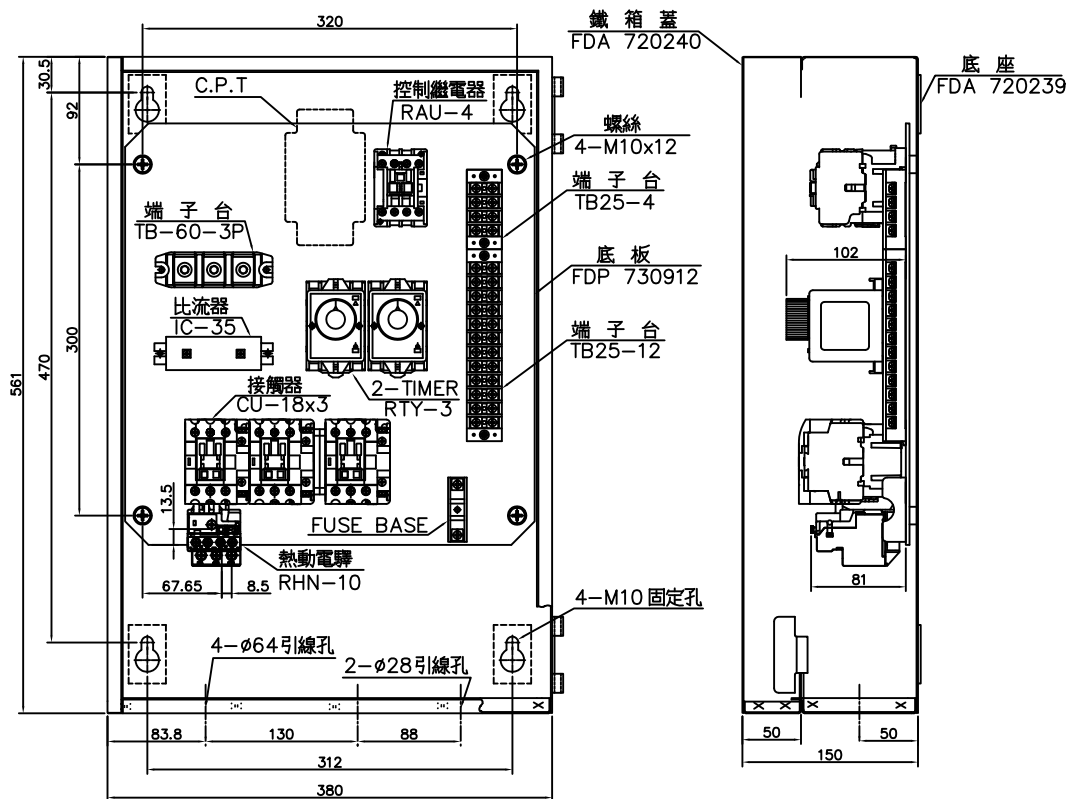 320
鐵箱蓋
FDA 720240
底座
FDA 720239
30.5
92
C.P.T
控制繼電器
RAU-4
螺絲
4-M10x12
端子台
TB25-4
端子台
TB-60-3P
底板
FDP 730912
102
比流器
IC-35
300
470
561
端子台
TB25-12
2-TIMER
RTY-3
接觸器
CU-18x3
13.5
FUSE BASE
熱動電驛
RHN-10
67.65
8.5
81
4-M10 固定孔
4-ø64引線孔
2-ø28引線孔
83.8
130
88
50
50
312
150
380